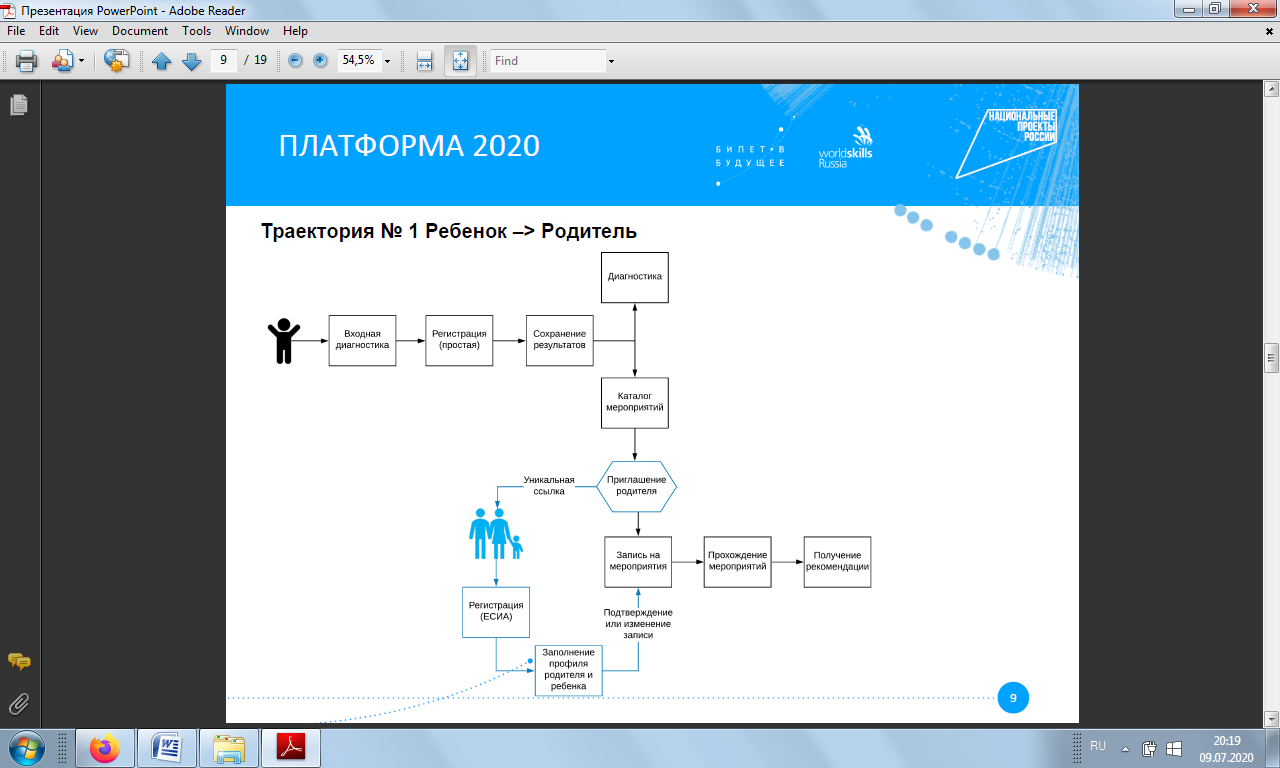 Презентация PowerPoint - Adobe Reader
File Edit View Document Tools Window Help
9 / 19 54,5% Find
ПЛАТФОРМА 2020
БИЛЕТ В
БУДУЩЕЕ
worldskills
Russia
НАЦИОНАЛЬНЫЕ
ПРОЕКТЫ
РОССИИ
Траектория № 1 Ребенок –> Родитель
Диагностика
Входная
диагностика
Регистрация
(простая)
Сохранение
результатов
Каталог
мероприятий
Приглашение
родителя
Уникальная
ссылка
Запись на
мероприятия
Прохождение
мероприятий
Получение
рекомендации
Регистрация
(ЕСИА)
Подтверждение
или изменение
записи
Заполнение
профиля
родителя и
ребенка
9
RU
20:19
09.07.2020